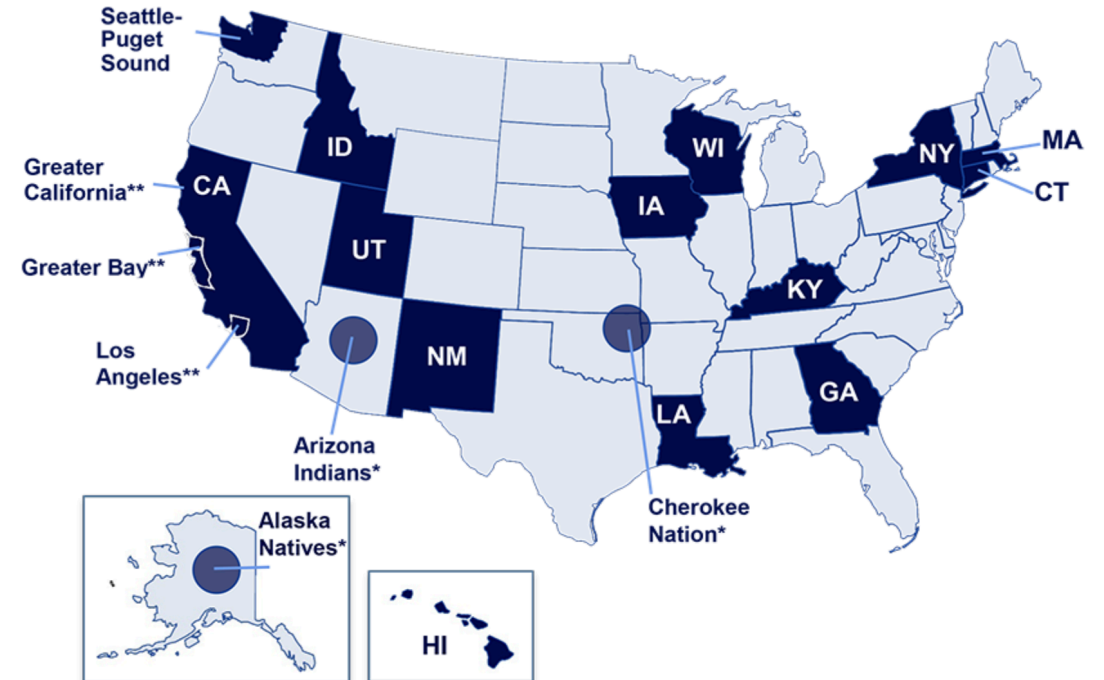 Seattle-
Puget
Sound
ID
WI
NY
MA
CT
Greater
California**
CA
IA
UT
Greater Bay**
KY
Los
Angeles**
NM
GA
LA
Arizona
Indians*
Cherokee
Nation*
Alaska
Natives*
HI